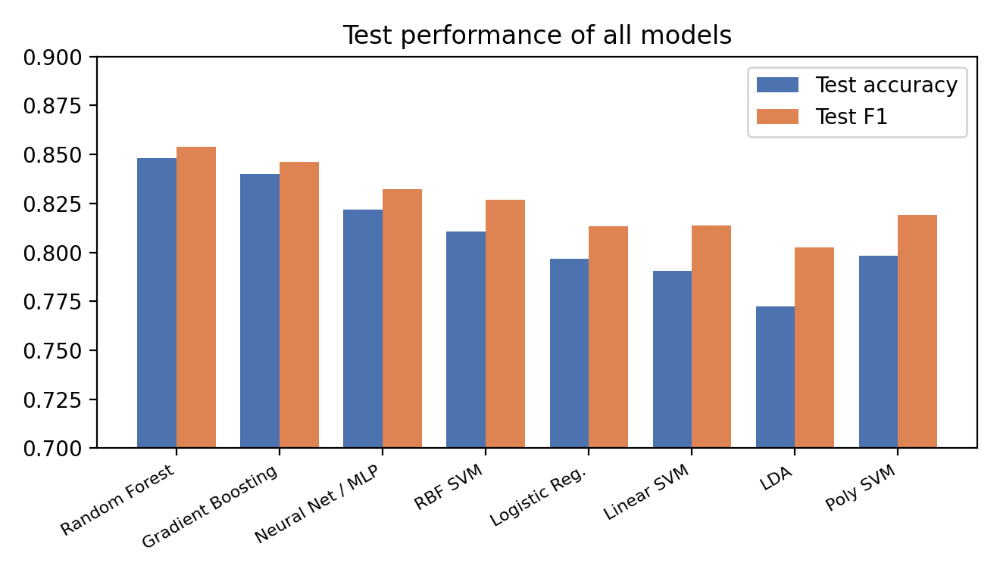 Test performance of all models
0.900
0.875
0.850
0.825
0.800
0.775
0.750
0.725
0.700
Test accuracy
Test F1
Random Forest
Gradient Boosting
Neural Net / MLP
RBF SVM
Logistic Reg.
Linear SVM
LDA
Poly SVM